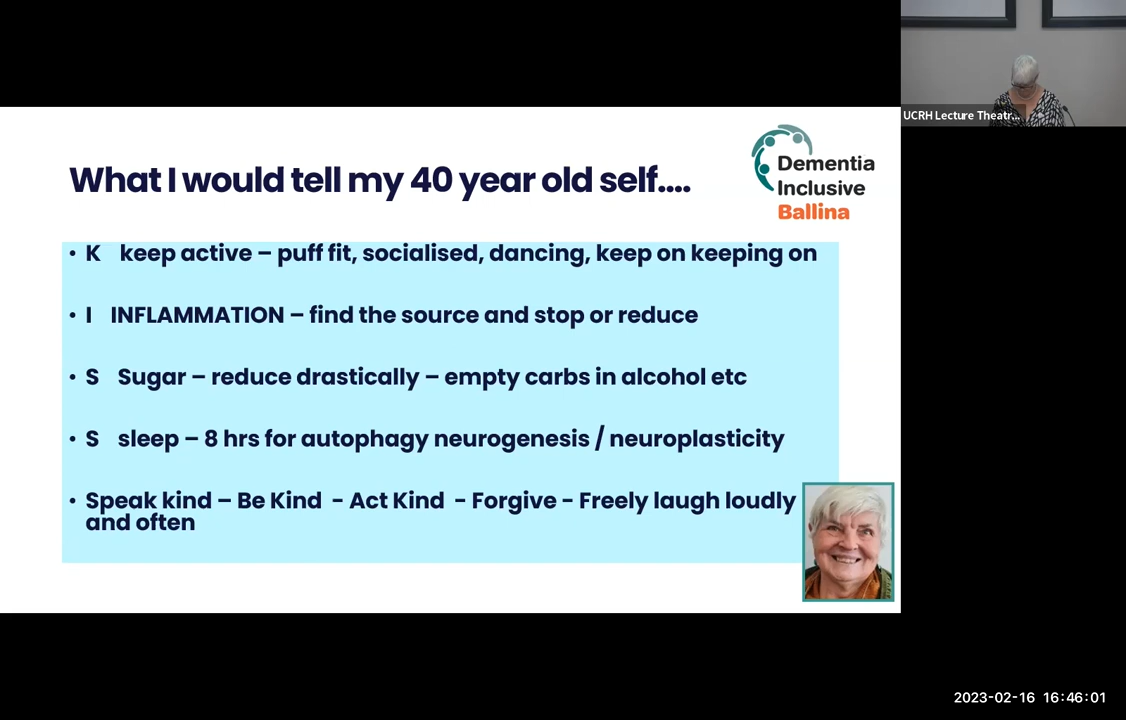 What I would tell my 40 year old self....
Dementia
Inclusive
Ballina
• K keep active – puff fit, socialised, dancing, keep on keeping on
• I INFLAMMATION – find the source and stop or reduce
• S Sugar – reduce drastically – empty carbs in alcohol etc
• S sleep – 8 hrs for autophagy neurogenesis / neuroplasticity
• Speak kind – Be Kind - Act Kind - Forgive - Freely laugh loudly
and often
UCRH Lecture Theatr...
2023-02-16 16:46:01